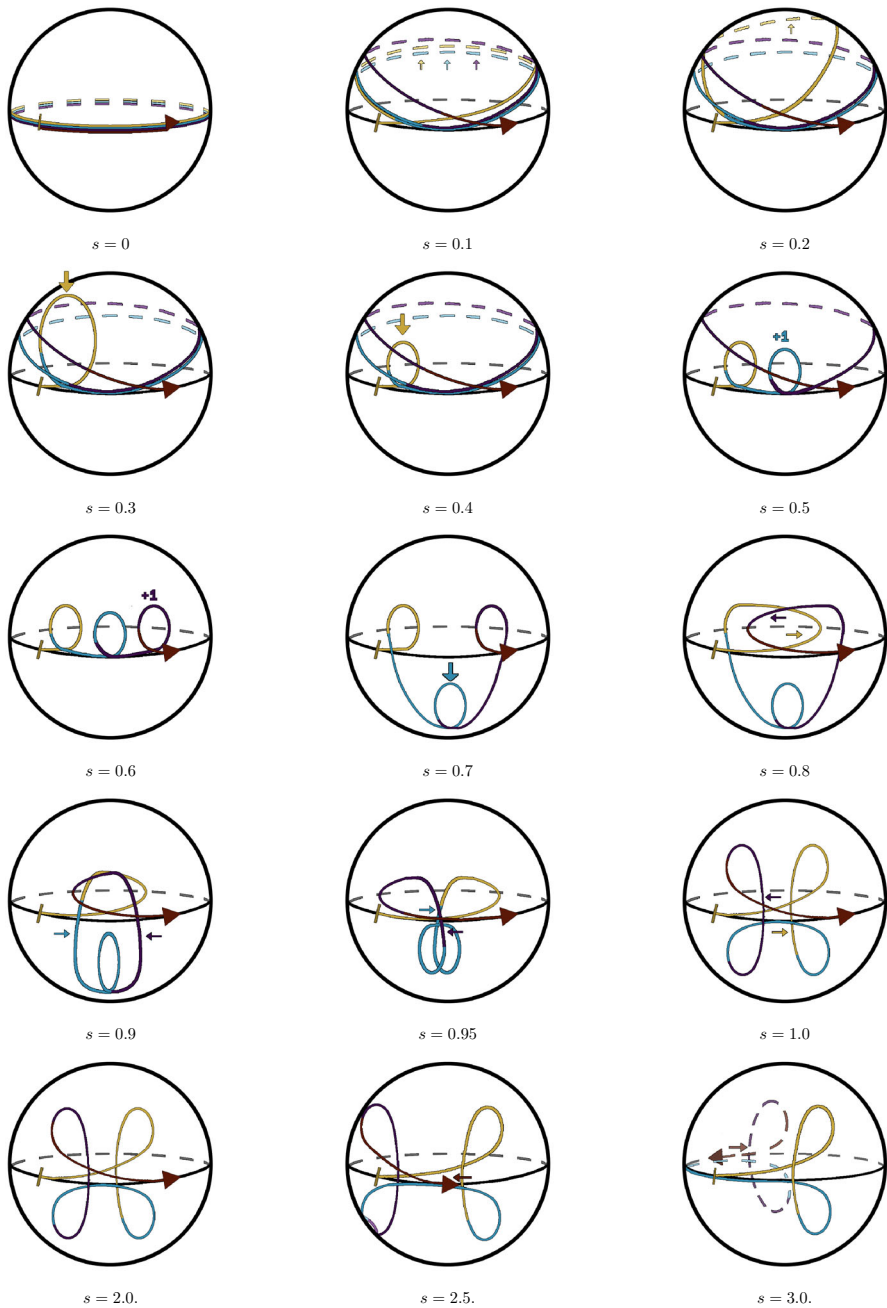 s = 0
s = 0.1
s = 0.2
s = 0.3
s = 0.4
+1
s = 0.5
+1
s = 0.6
s = 0.7
s = 0.8
s = 0.9
s = 0.95
s = 1.0
s = 2.0.
s = 2.5.
s = 3.0.